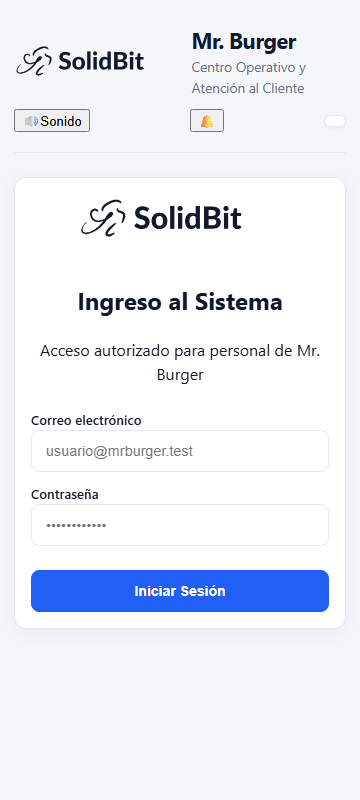 SolidBit
Mr. Burger
Centro Operativo y
Atención al Cliente
🔊Sonido
🔔
SolidBit
Ingreso al Sistema
Acceso autorizado para personal de Mr.
Burger
Correo electrónico
usuario@mrburger.test
Contraseña
••••••••••••
Iniciar Sesión